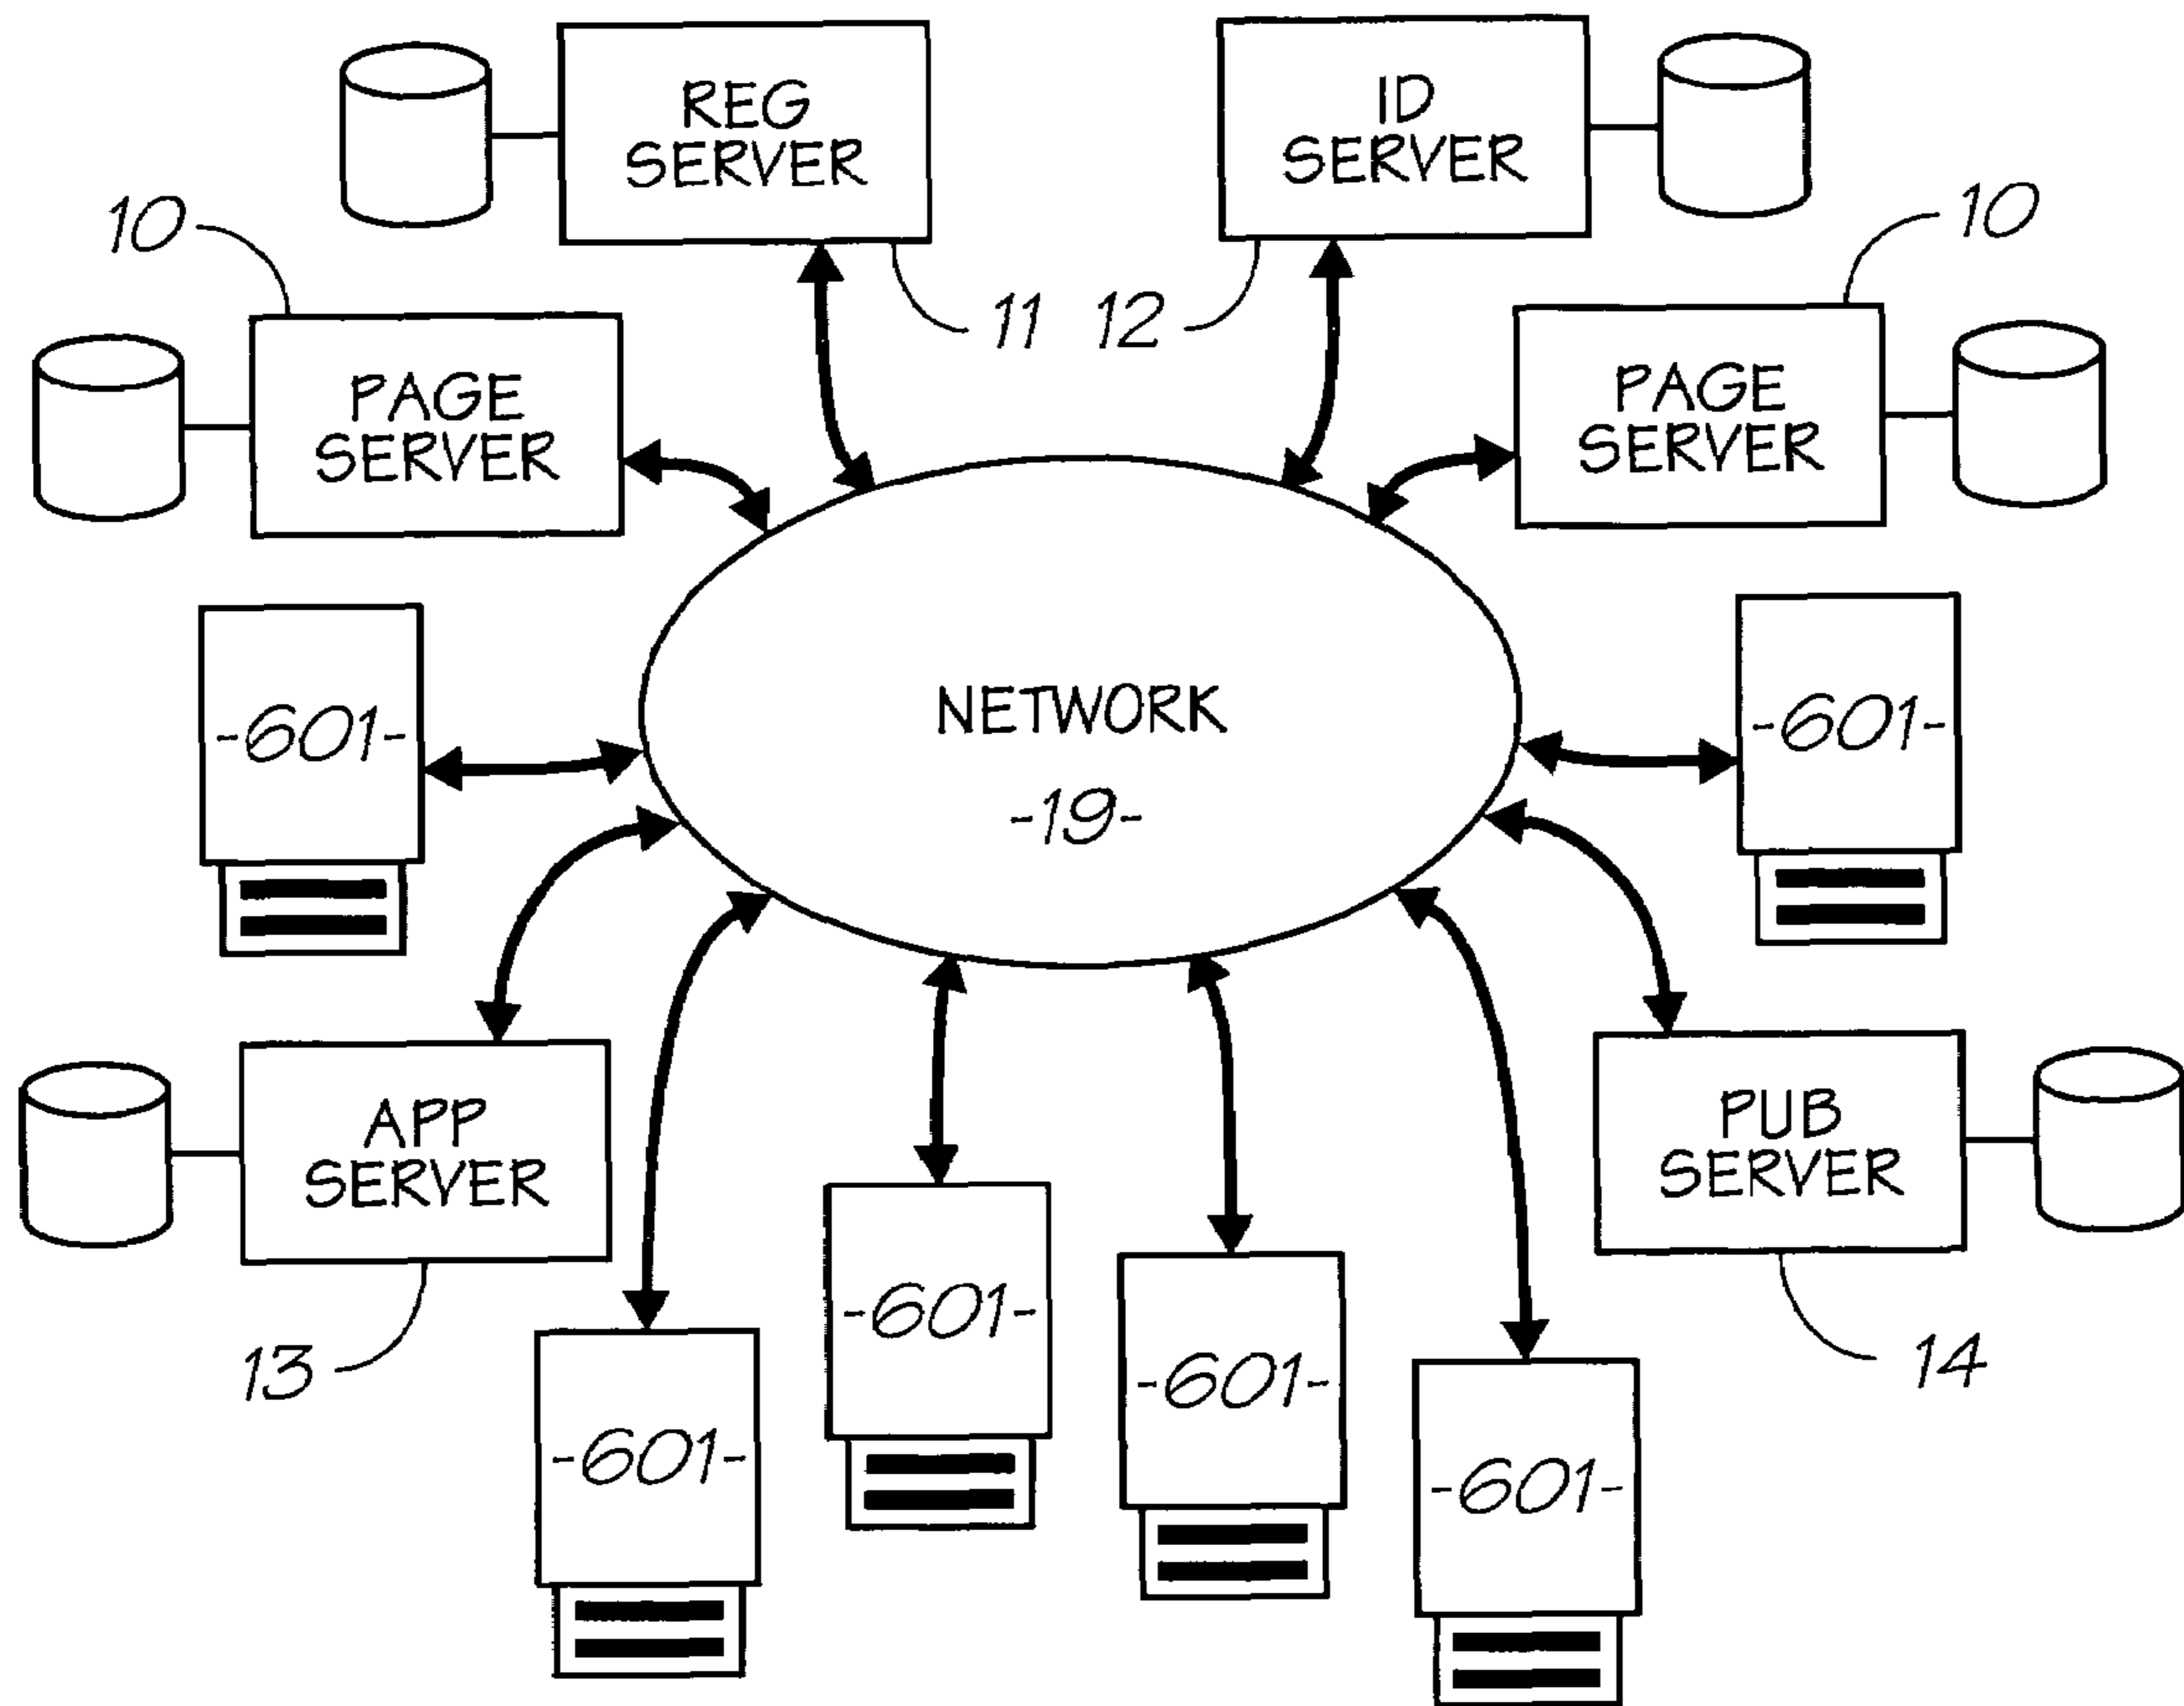 REG
SERVER
ID
SERVER
10
10
11
12
PAGE
SERVER
PAGE
SERVER
-601-
NETWORK
-19-
-601-
APP
SERVER
PUB
SERVER
13
-601-
-601-
-601-
-601-
14